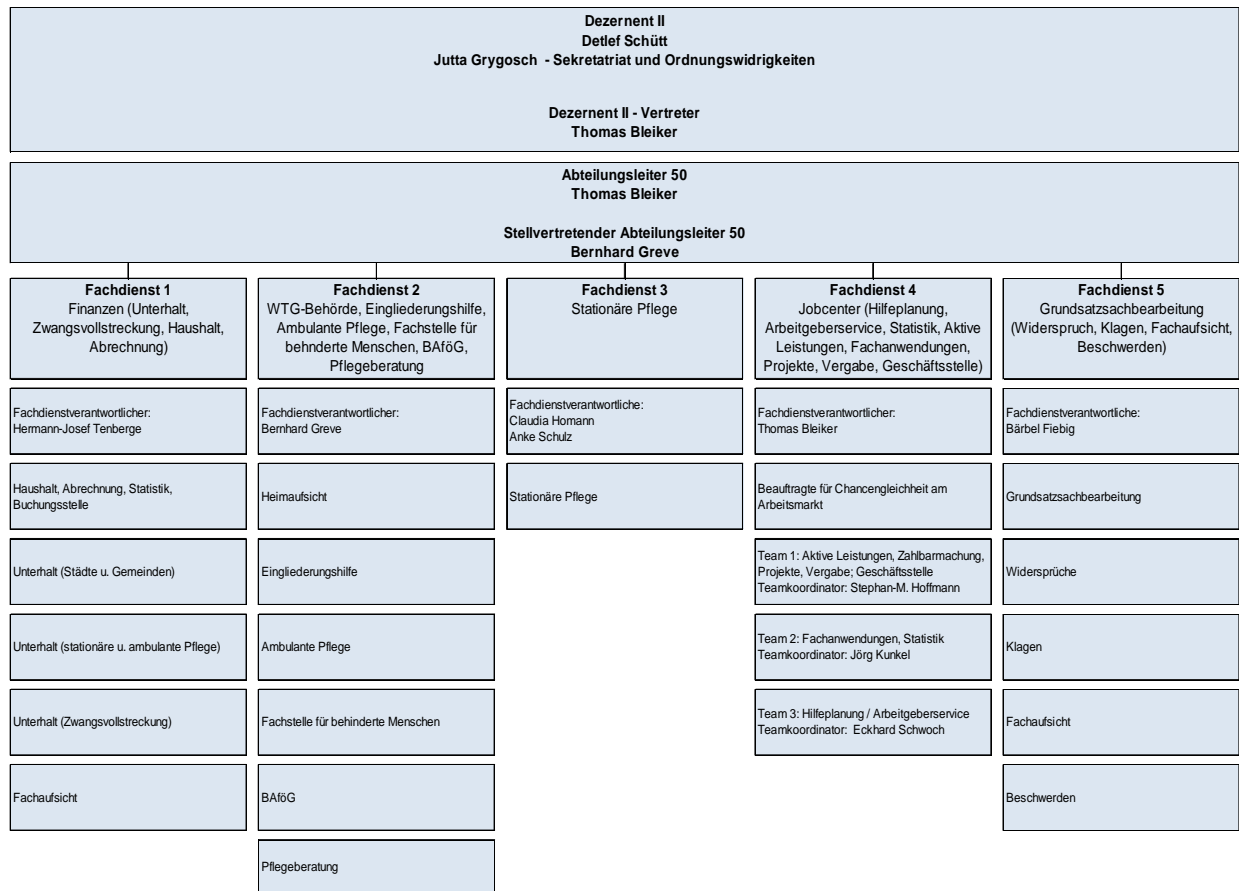 Dezernent II
Detlef Schütt
Jutta Grygosch - Sekretatriat und Ordnungswidrigkeiten
Dezernent II - Vertreter
Thomas Bleiker
Abteilungsleiter 50
Thomas Bleiker
Stellvertretender Abteilungsleiter 50
Bernhard Greve
Fachdienst 1
Finanzen (Unterhalt,
Zwangsvollstreckung, Haushalt,
Abrechnung)
Fachdienstverantwortlicher:
Hermann-Josef Tenberge
Haushalt, Abrechnung, Statistik,
Buchungsstelle
Unterhalt (Städte u. Gemeinden)
Unterhalt (stationäre u. ambulante Pflege)
Unterhalt (Zwangsvollstreckung)
Fachaufsicht
Fachdienst 2
WTG-Behörde, Eingliederungshilfe,
Ambulante Pflege, Fachstelle für
behnderte Menschen, BAföG,
Pflegeberatung
Fachdienstverantwortlicher:
Bernhard Greve
Heimaufsicht
Eingliederungshilfe
Ambulante Pflege
Fachstelle für behinderte Menschen
BAföG
Pflegeberatung
Fachdienst 3
Stationäre Pflege
Fachdienstverantwortliche:
Claudia Homann
Anke Schulz
Stationäre Pflege
Fachdienst 4
Jobcenter (Hilfeplanung,
Arbeitgeberservice, Statistik, Aktive
Leistungen, Fachanwendungen,
Projekte, Vergabe, Geschäftsstelle)
Fachdienstverantwortlicher:
Thomas Bleiker
Beauftragte für Chancengleichheit am
Arbeitsmarkt
Team 1: Aktive Leistungen, Zahlbarmachung,
Projekte, Vergabe; Geschäftsstelle
Teamkoordinator: Stephan-M. Hoffmann
Team 2: Fachanwendungen, Statistik
Teamkoordinator: Jörg Kunkel
Team 3: Hilfeplanung / Arbeitgeberservice
Teamkoordinator: Eckhard Schwoch
Fachdienst 5
Grundsatzsachbearbeitung
(Widerspruch, Klagen, Fachaufsicht,
Beschwerden)
Fachdienstverantwortliche:
Bärbel Fiebig
Grundsatzsachbearbeitung
Widersprüche
Klagen
Fachaufsicht
Beschwerden